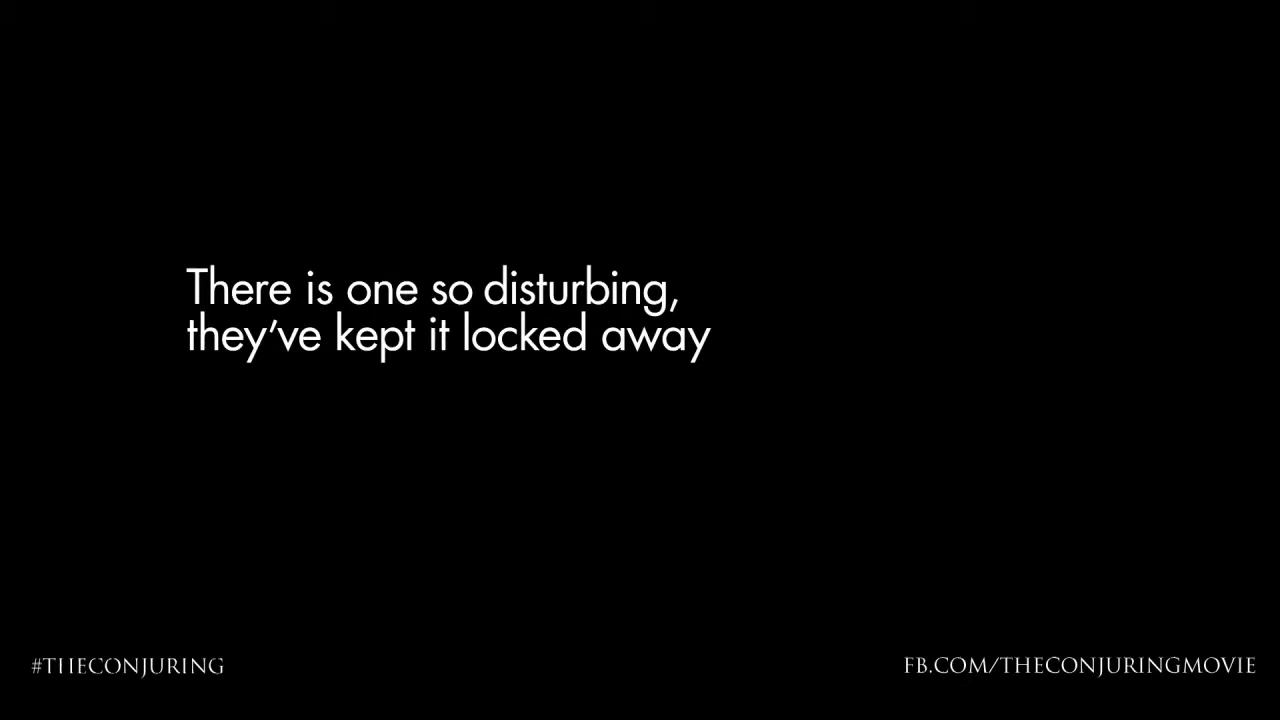 There is one so disturbing,
they've kept it locked away
#THECONJURING
FB.COM/THECONJURINGMOVIE